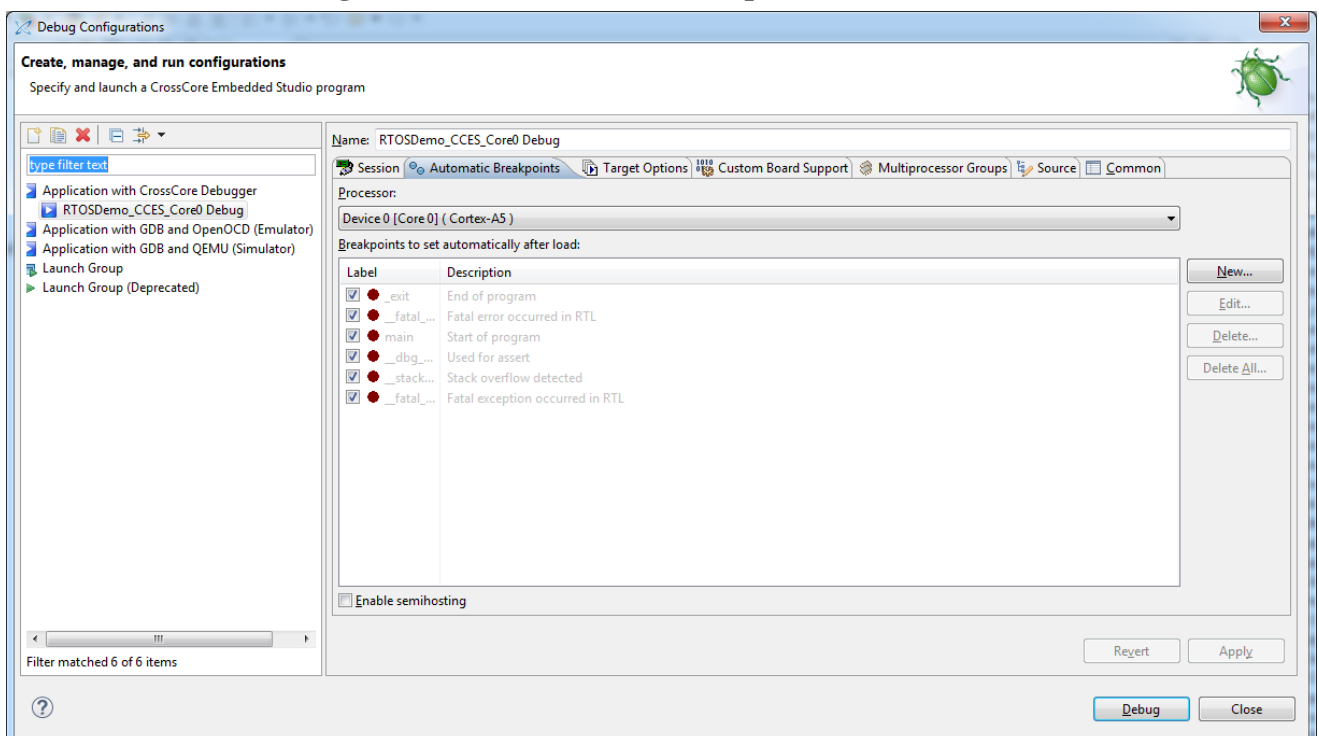 Debug Configurations
Create, manage, and run configurations
Specify and launch a CrossCore Embedded Studio program
type filter text
Application with CrossCore Debugger
RTOSDemo_CCES_Core0 Debug
Application with GDB and OpenOCD (Emulator)
Application with GDB and QEMU (Simulator)
Launch Group
Launch Group (Deprecated)
Filter matched 6 of 6 items
Name: RTOSDemo_CCES_Core0 Debug
Session Automatic Breakpoints Target Options Custom Board Support Multiprocessor Groups Source Common
Processor:
Device 0 [Core 0] ( Cortex-A5 )
Breakpoints to set automatically after load:
Label Description
_exit End of program
__fatal_... Fatal error occurred in RTL
main Start of program
__dbg_... Used for assert
__stack... Stack overflow detected
__fatal_... Fatal exception occurred in RTL
New...
Edit...
Delete...
Delete All...
Enable semihosting
Revert Apply
Debug Close